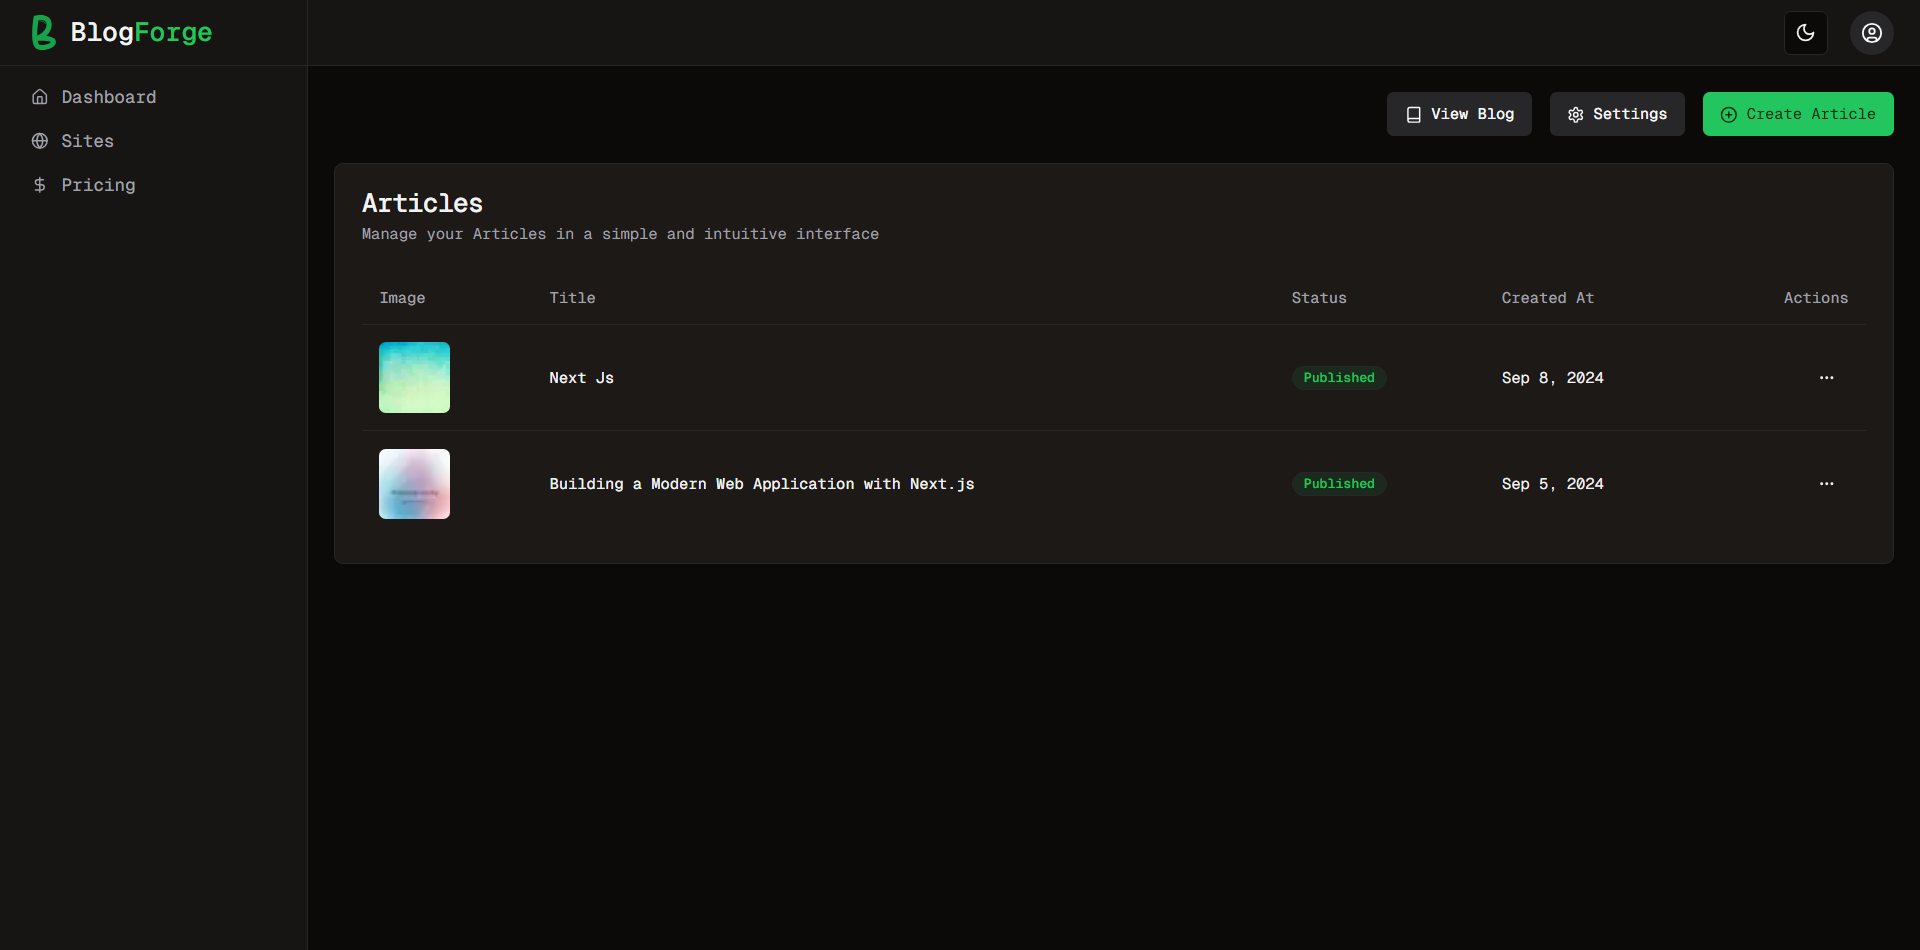 BlogForge
Dashboard
Sites
Pricing
View Blog
Settings
Create Article
Articles
Manage your Articles in a simple and intuitive interface
Image Title Status Created At Actions
Next Js Published Sep 8, 2024
Building a Modern Web Application with Next.js Published Sep 5, 2024